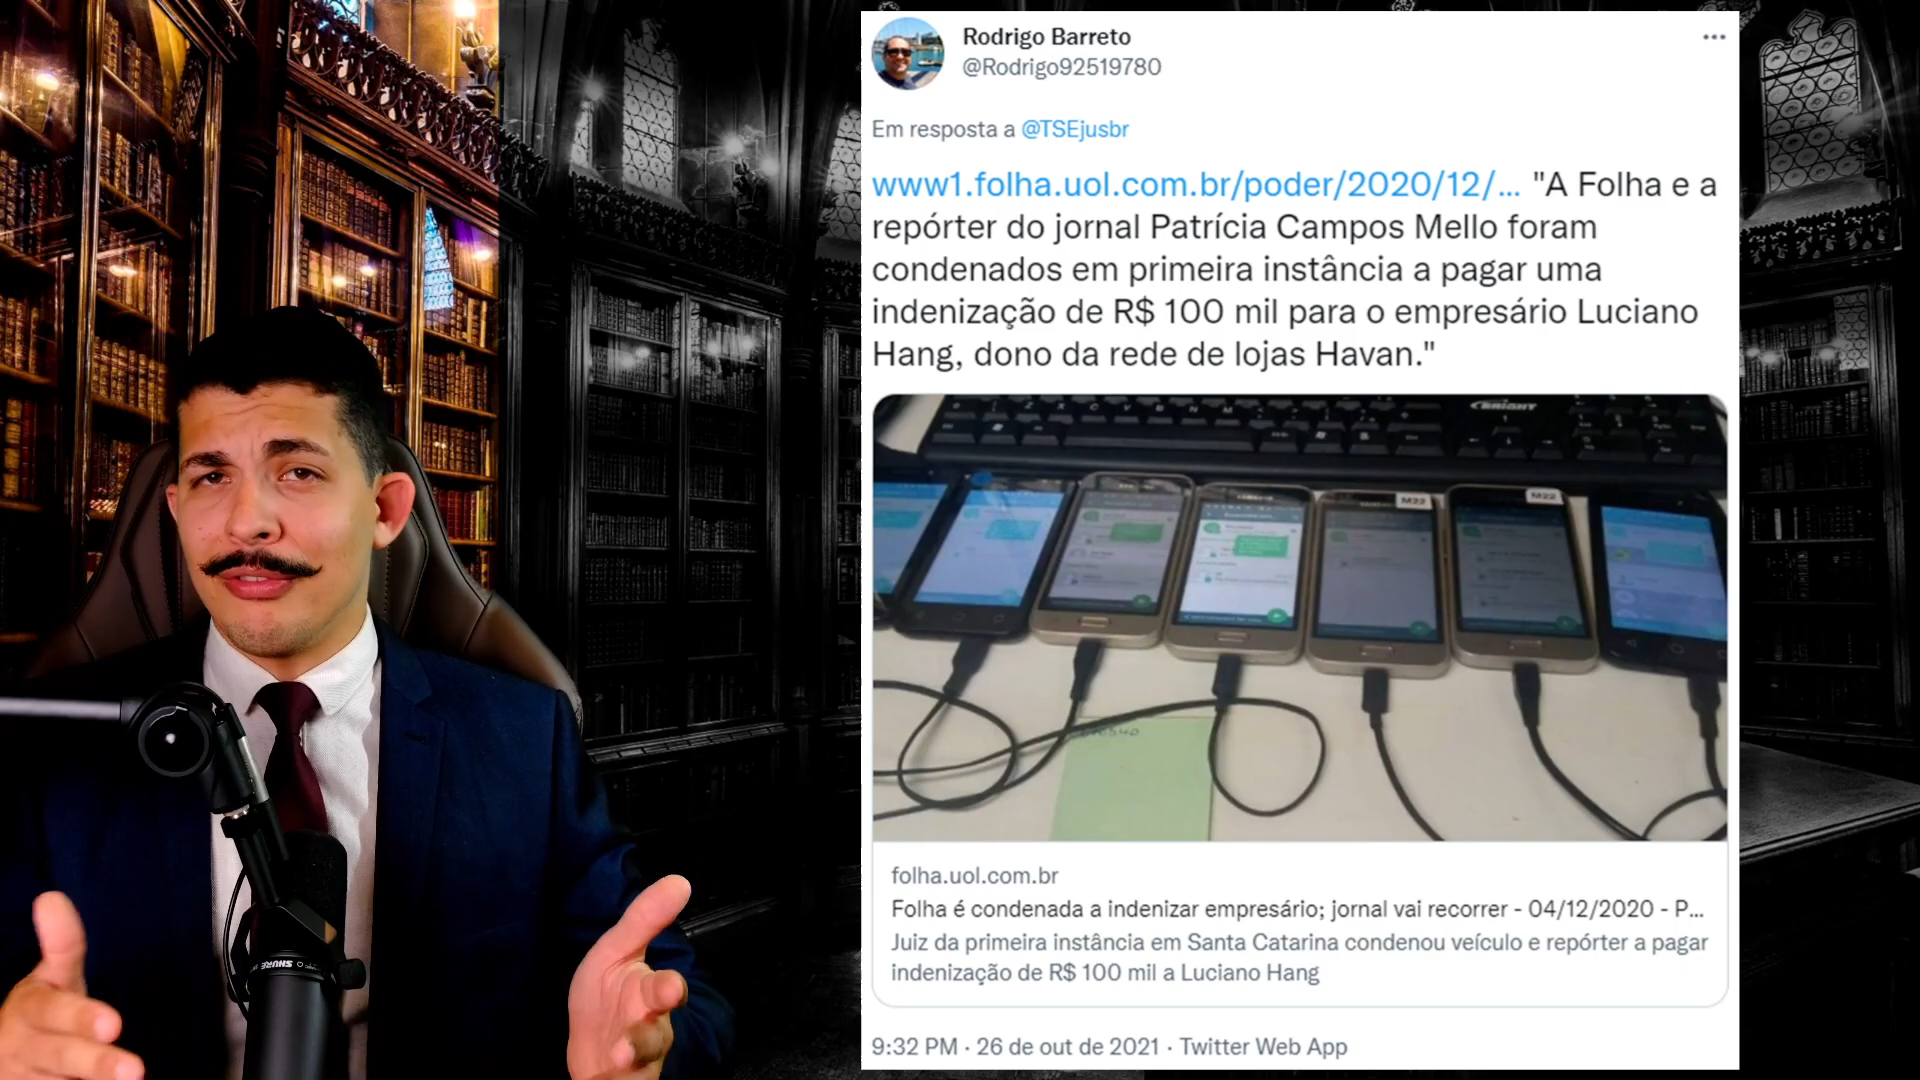 Rodrigo Barreto
@Rodrigo92519780
Em resposta a @TSEjusbr
www1.folha.uol.com.br/poder/2020/12/... "A Folha e a
repórter do jornal Patrícia Campos Mello foram
condenados em primeira instância a pagar uma
indenização de R$ 100 mil para o empresário Luciano
Hang, dono da rede de lojas Havan."
BRIGHT
M22
M22
folha.uol.com.br
Folha é condenada a indenizar empresário; jornal vai recorrer - 04/12/2020 - P...
Juiz da primeira instância em Santa Catarina condenou veículo e repórter a pagar
indenização de R$ 100 mil a Luciano Hang
9:32 PM · 26 de out de 2021 · Twitter Web App
SHURE